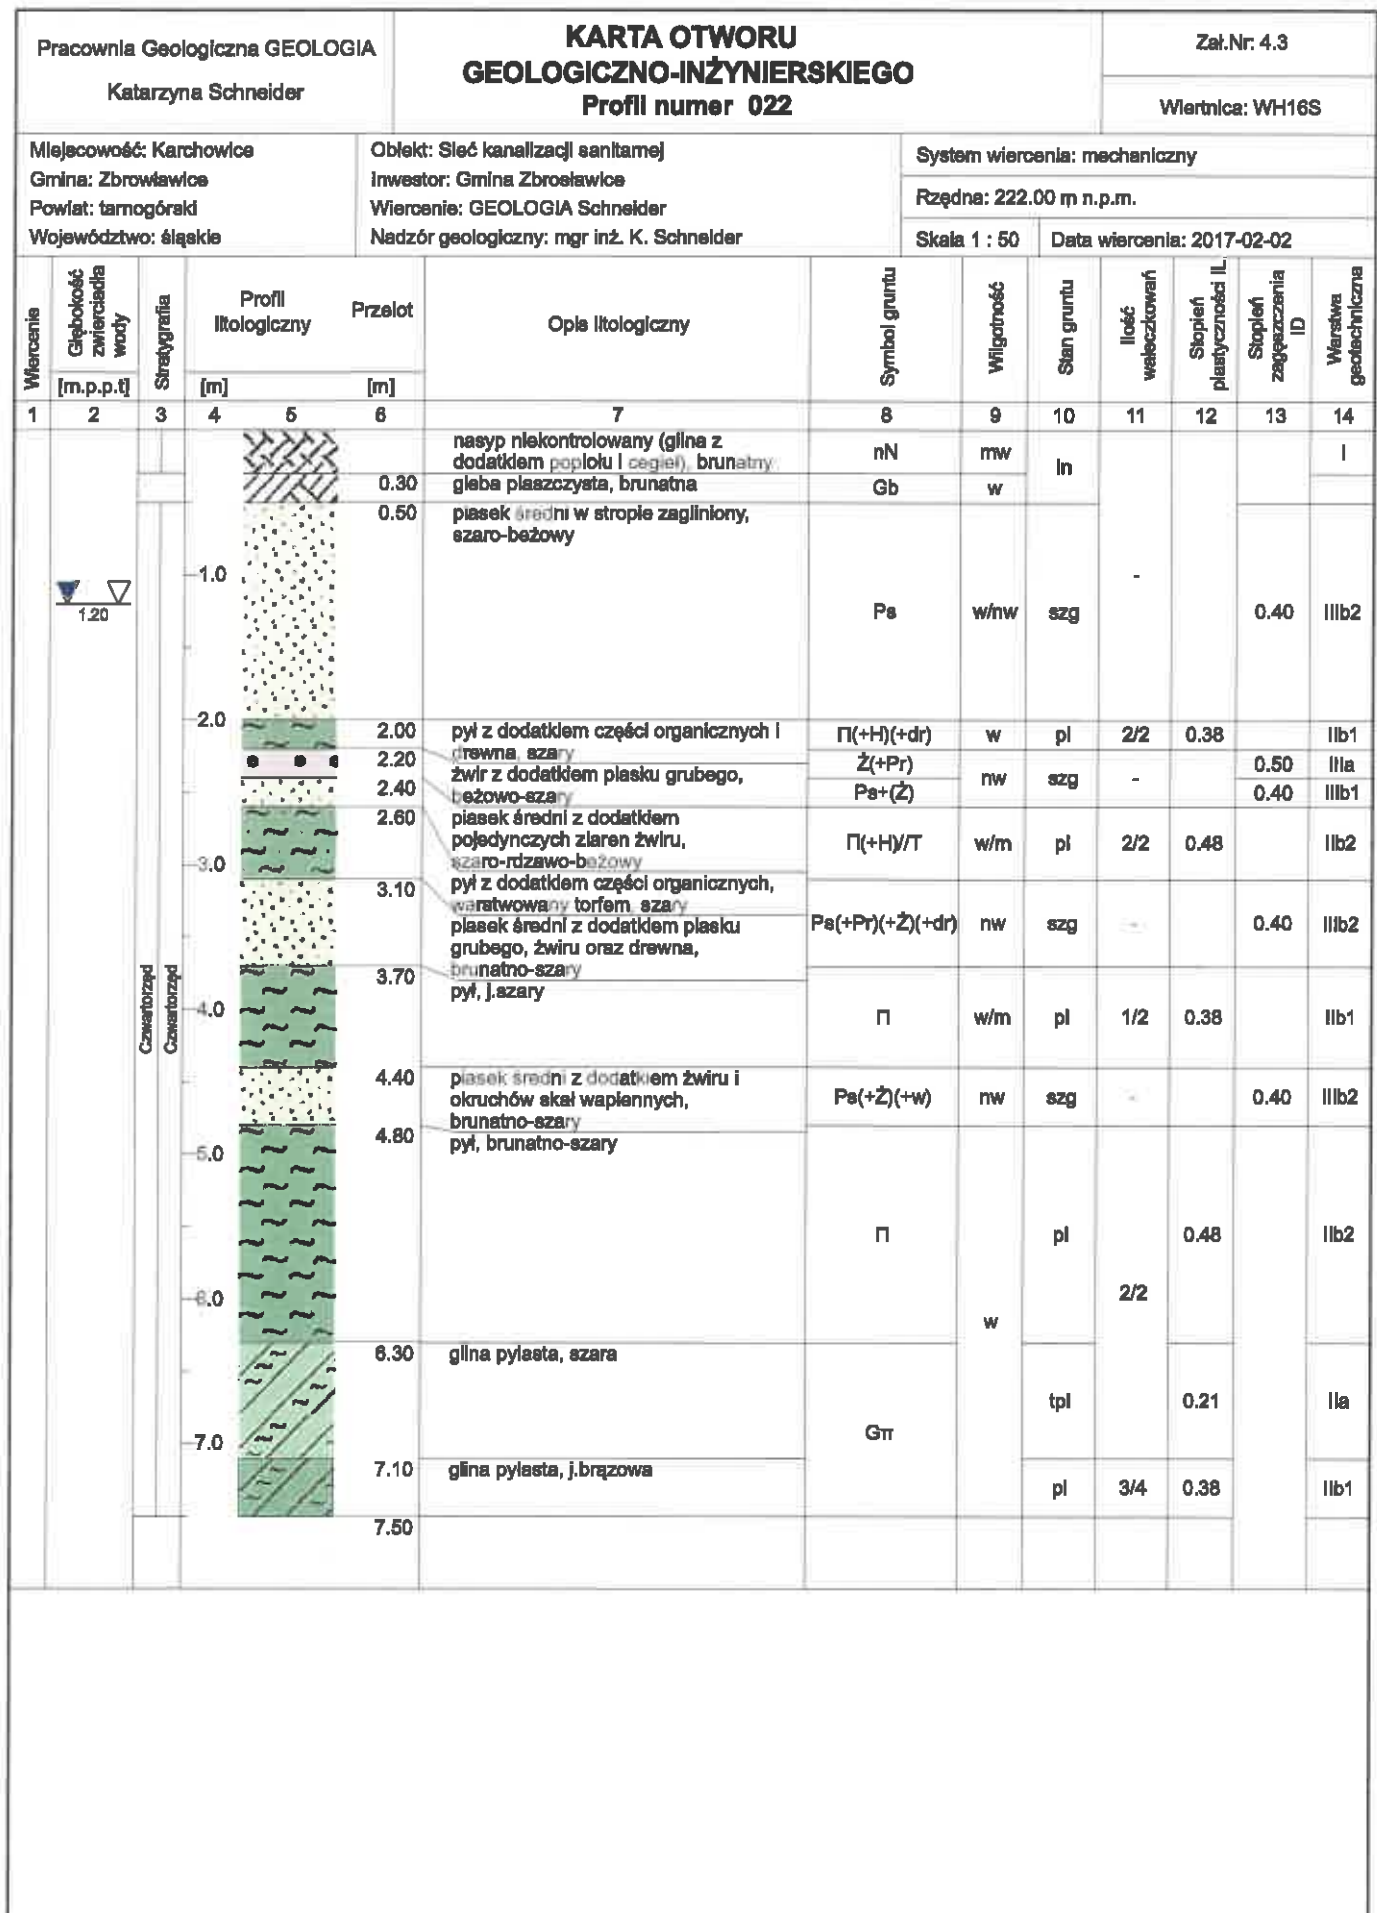 Pracownia Geologiczna GEOLOGIA
Katarzyna Schneider
KARTA OTWORU
GEOLOGICZNO-INŻYNIERSKIEGO
Profil numer 022
Zał.Nr: 4.3
Wiertnica: WH16S
Miejscowość: Karchowice
Gmina: Zbrowławice
Powiat: tarnogórski
Województwo: śląskie
Obiekt: Sieć kanalizacji sanitarnej
Inwestor: Gmina Zbrosławice
Wiercenie: GEOLOGIA Schneider
Nadzór geologiczny: mgr inż. K. Schneider
System wiercenia: mechaniczny
Rzędna: 222.00 m n.p.m.
Skala 1 : 50 Data wiercenia: 2017-02-02
Wiercenie
Głębokość zwierciadła wody
[m.p.p.t]
Stratygrafia
Profil litologiczny
[m]
Przelot
[m]
Opis litologiczny
Symbol gruntu
Wilgotność
Stan gruntu
Ilość wałeczkowań
Stopień plastyczności IL
Stopień zagęszczenia ID
Warstwa geotechniczna
1 2 3 4 5 6 7 8 9 10 11 12 13 14
nasyp niekontrolowany (glina z
dodatkiem popiołu i cegieł), brunatny
nN mw ln I
0.30 gleba piaszczysta, brunatna Gb w
0.50 piasek średni w stropie zagliniony,
szaro-beżowy
1.0
1.20
Ps w/nw szg - 0.40 IIIb2
2.0
2.00 pył z dodatkiem części organicznych i
drewna, szary
Π(+H)(+dr) w pl 2/2 0.38 IIb1
2.20 żwir z dodatkiem piasku grubego,
beżowo-szary
Ż(+Pr) nw szg - 0.50 IIIa
2.40 piasek średni z dodatkiem
pojedynczych ziaren żwiru,
szaro-rdzawo-beżowy
Ps+(Ż) 0.40 IIIb1
2.60 pył z dodatkiem części organicznych,
warstwowany torfem, szary
Π(+H)//T w/m pl 2/2 0.48 IIb2
3.0
3.10 piasek średni z dodatkiem piasku
grubego, żwiru oraz drewna,
brunatno-szary
Ps(+Pr)(+Ż)(+dr) nw szg - 0.40 IIIb2
3.70 pył, j.szary
Czwartorzęd
Czwartorzęd
4.0
Π w/m pl 1/2 0.38 IIb1
4.40 piasek średni z dodatkiem żwiru i
okruchów skał wapiennych,
brunatno-szary
Ps(+Ż)(+w) nw szg - 0.40 IIIb2
4.80 pył, brunatno-szary
5.0
Π pl 0.48 IIb2
6.0
2/2
w
6.30 glina pylasta, szara
tpl 0.21 IIa
Gπ
7.0
7.10 glina pylasta, j.brązowa
pl 3/4 0.38 IIb1
7.50